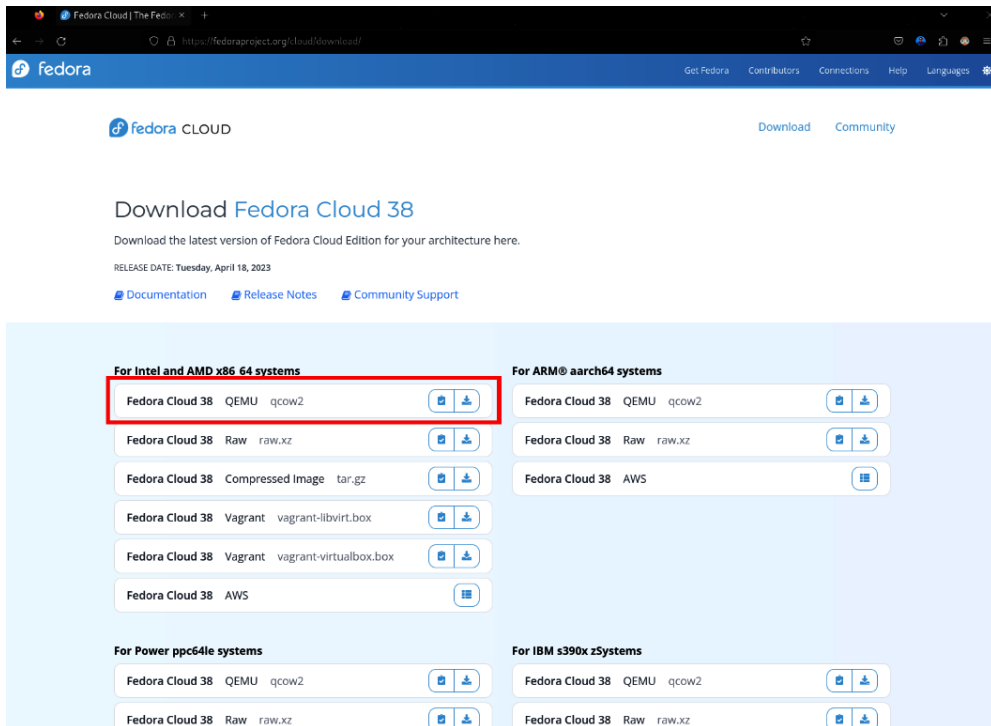 Fedora Cloud | The Fedor
https://fedoraproject.org/cloud/download/
fedora
Get Fedora Contributors Connections Help Languages
fedora CLOUD
Download Community
Download Fedora Cloud 38
Download the latest version of Fedora Cloud Edition for your architecture here.
RELEASE DATE: Tuesday, April 18, 2023
Documentation Release Notes Community Support
For Intel and AMD x86_64 systems
Fedora Cloud 38 QEMU qcow2
Fedora Cloud 38 Raw raw.xz
Fedora Cloud 38 Compressed Image tar.gz
Fedora Cloud 38 Vagrant vagrant-libvirt.box
Fedora Cloud 38 Vagrant vagrant-virtualbox.box
Fedora Cloud 38 AWS
For ARM® aarch64 systems
Fedora Cloud 38 QEMU qcow2
Fedora Cloud 38 Raw raw.xz
Fedora Cloud 38 AWS
For Power ppc64le systems
Fedora Cloud 38 QEMU qcow2
Fedora Cloud 38 Raw raw.xz
For IBM s390x zSystems
Fedora Cloud 38 QEMU qcow2
Fedora Cloud 38 Raw raw.xz